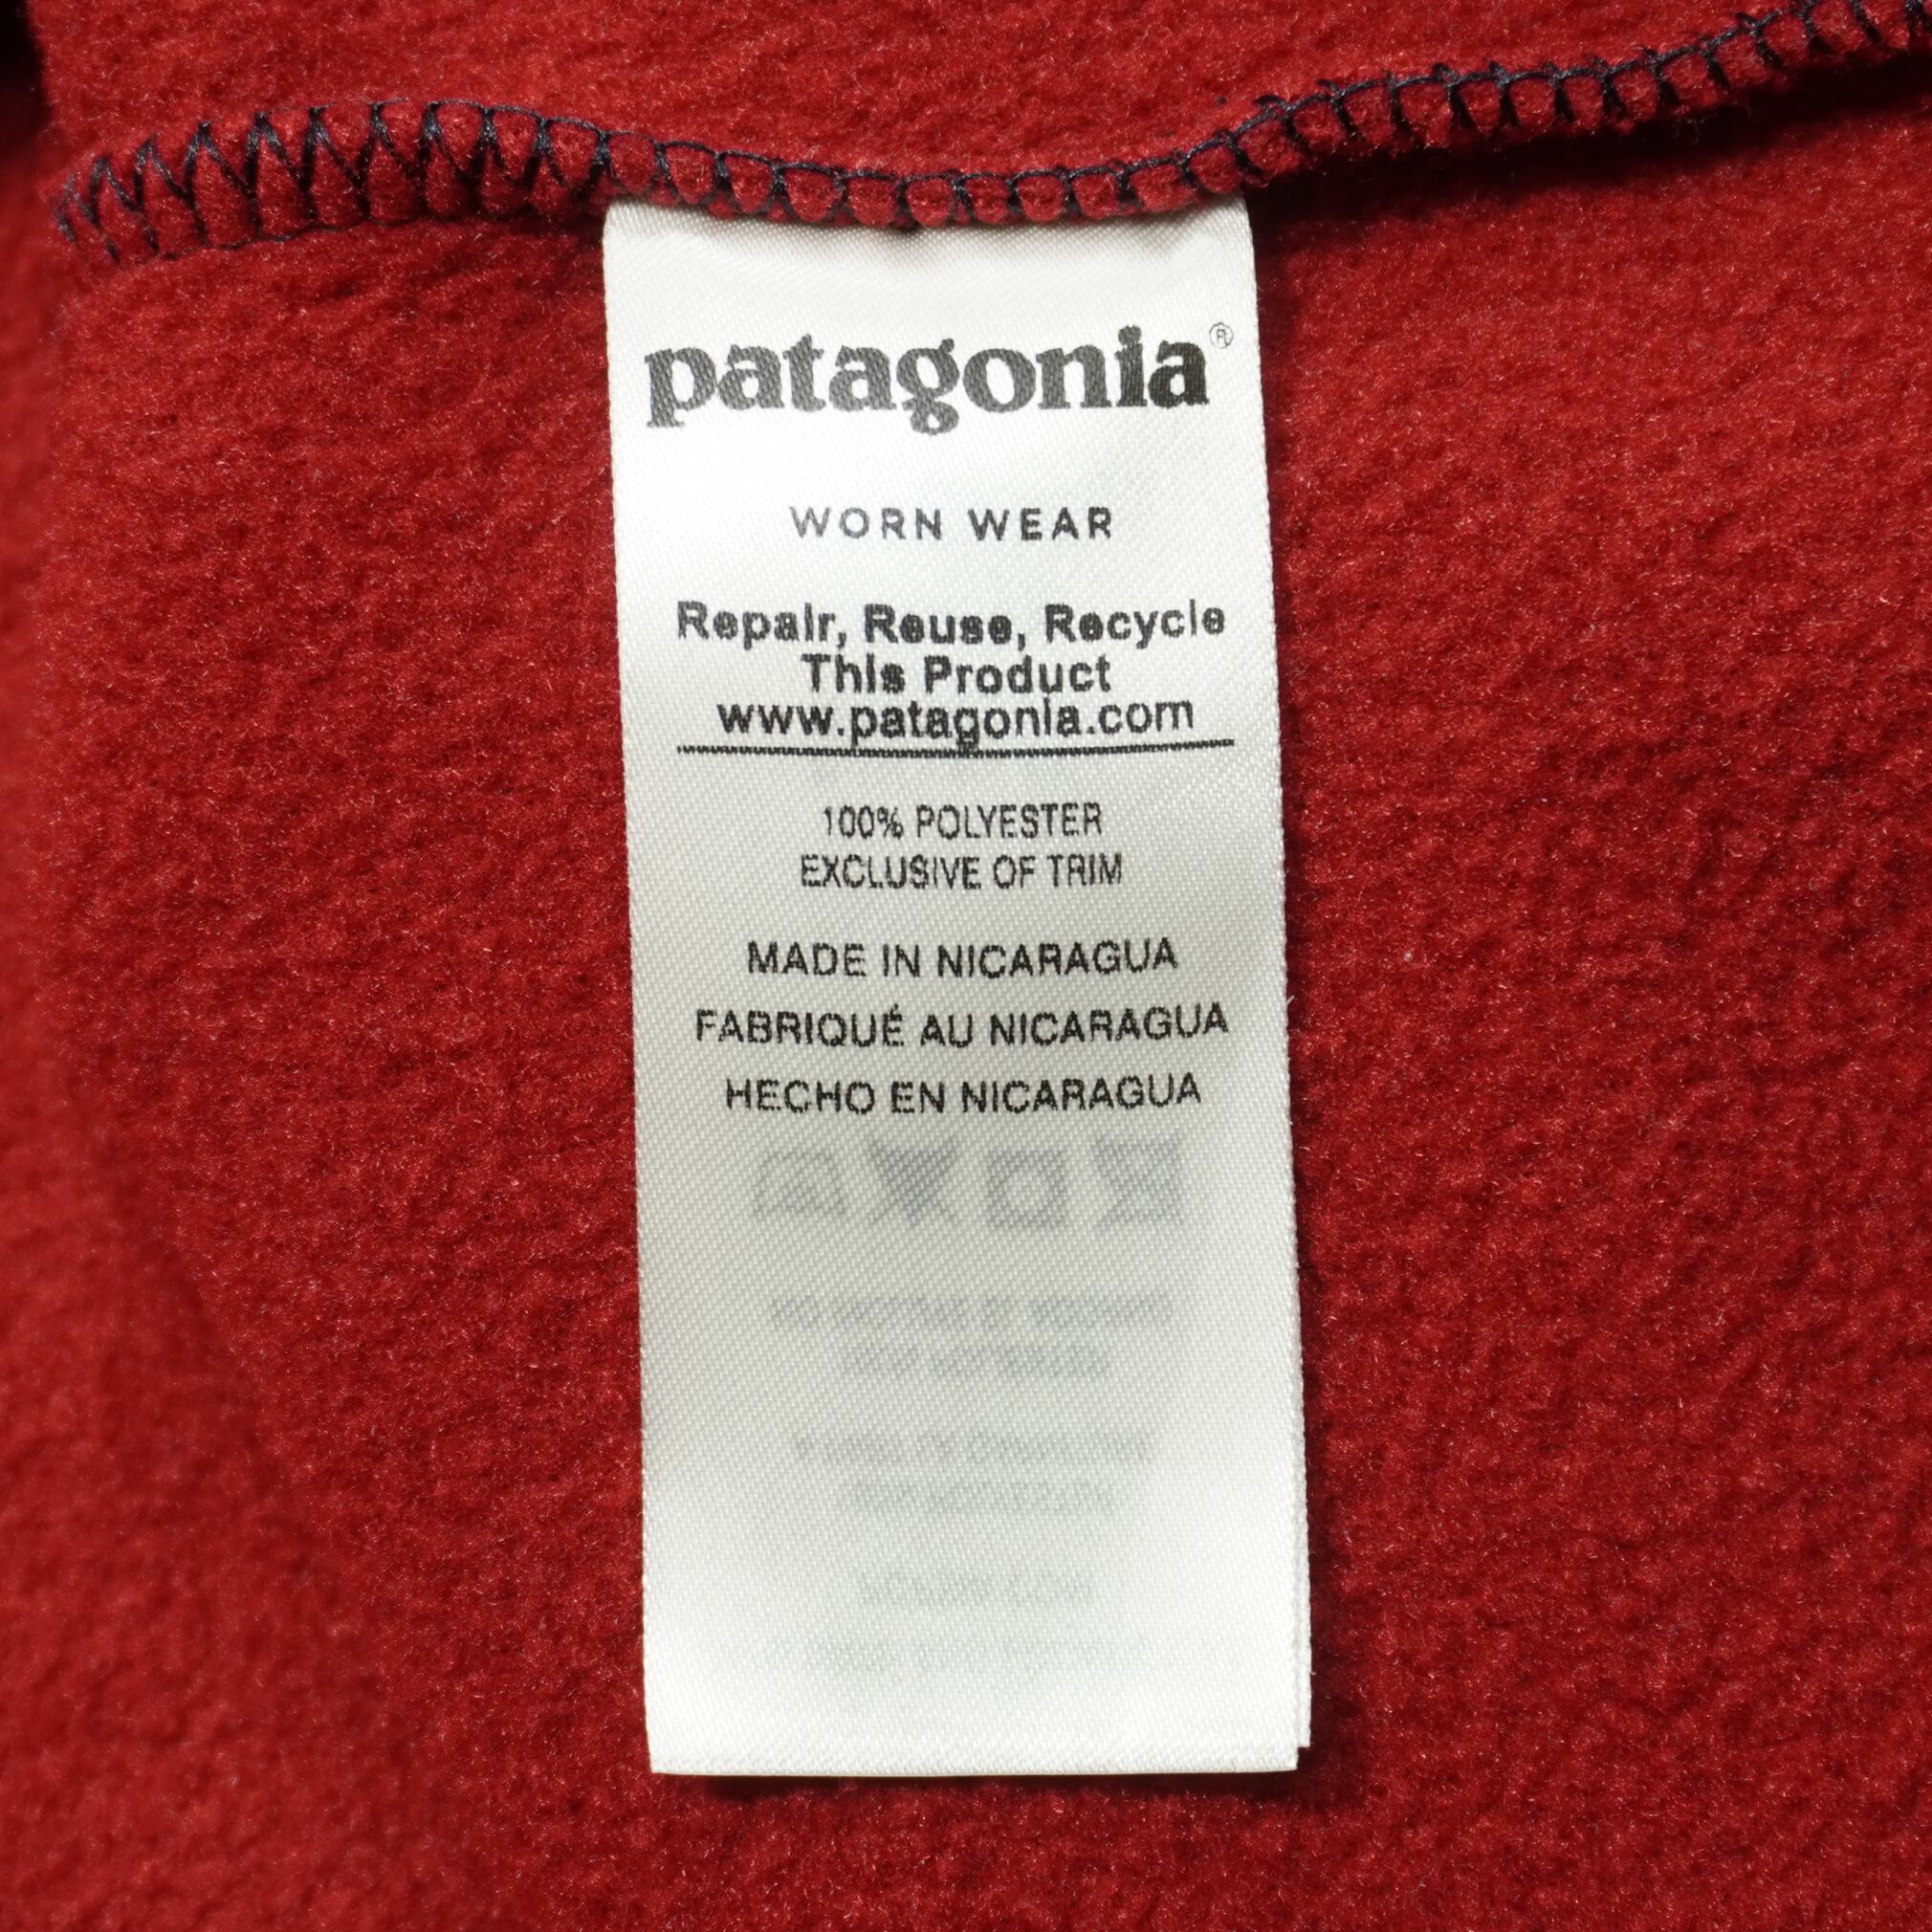 patagonia®
WORN WEAR
Repair, Reuse, Recycle
This Product
www.patagonia.com
100% POLYESTER
EXCLUSIVE OF TRIM
MADE IN NICARAGUA
FABRIQUÉ AU NICARAGUA
HECHO EN NICARAGUA